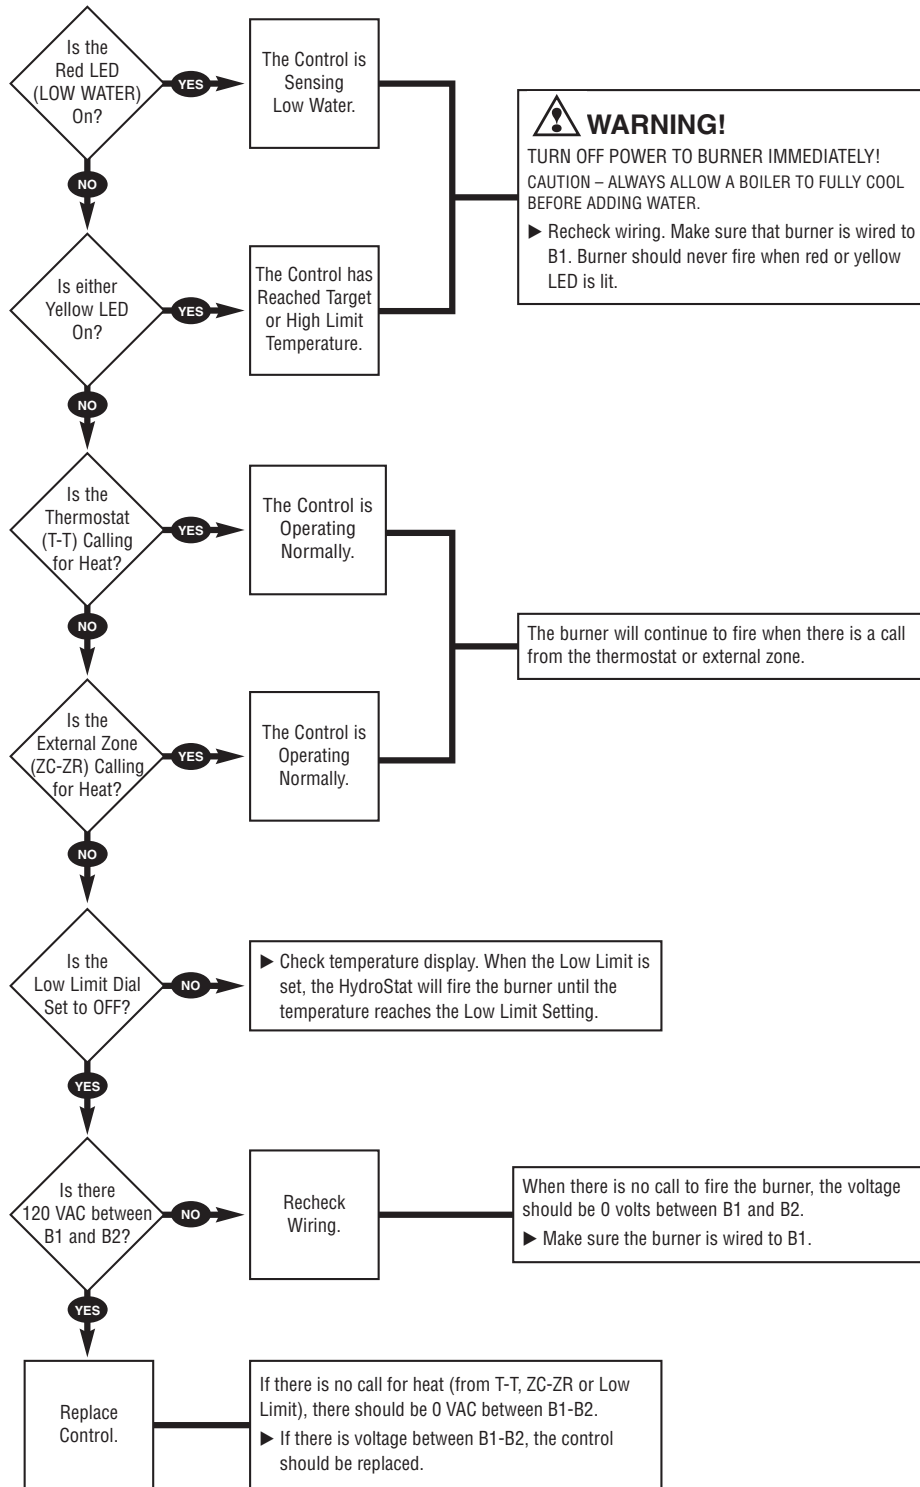 Is the
Red LED
(LOW WATER)
On?
YES
The Control is
Sensing
Low Water.
WARNING!
TURN OFF POWER TO BURNER IMMEDIATELY!
CAUTION – ALWAYS ALLOW A BOILER TO FULLY COOL
BEFORE ADDING WATER.
▶ Recheck wiring. Make sure that burner is wired to
B1. Burner should never fire when red or yellow
LED is lit.
NO
Is either
Yellow LED
On?
YES
The Control has
Reached Target
or High Limit
Temperature.
NO
Is the
Thermostat
(T-T) Calling
for Heat?
YES
The Control is
Operating
Normally.
NO
The burner will continue to fire when there is a call
from the thermostat or external zone.
Is the
External Zone
(ZC-ZR) Calling
for Heat?
YES
The Control is
Operating
Normally.
NO
Is the
Low Limit Dial
Set to OFF?
NO
▶ Check temperature display. When the Low Limit is
set, the HydroStat will fire the burner until the
temperature reaches the Low Limit Setting.
YES
Is there
120 VAC between
B1 and B2?
NO
Recheck
Wiring.
When there is no call to fire the burner, the voltage
should be 0 volts between B1 and B2.
▶ Make sure the burner is wired to B1.
YES
Replace
Control.
If there is no call for heat (from T-T, ZC-ZR or Low
Limit), there should be 0 VAC between B1-B2.
▶ If there is voltage between B1-B2, the control
should be replaced.